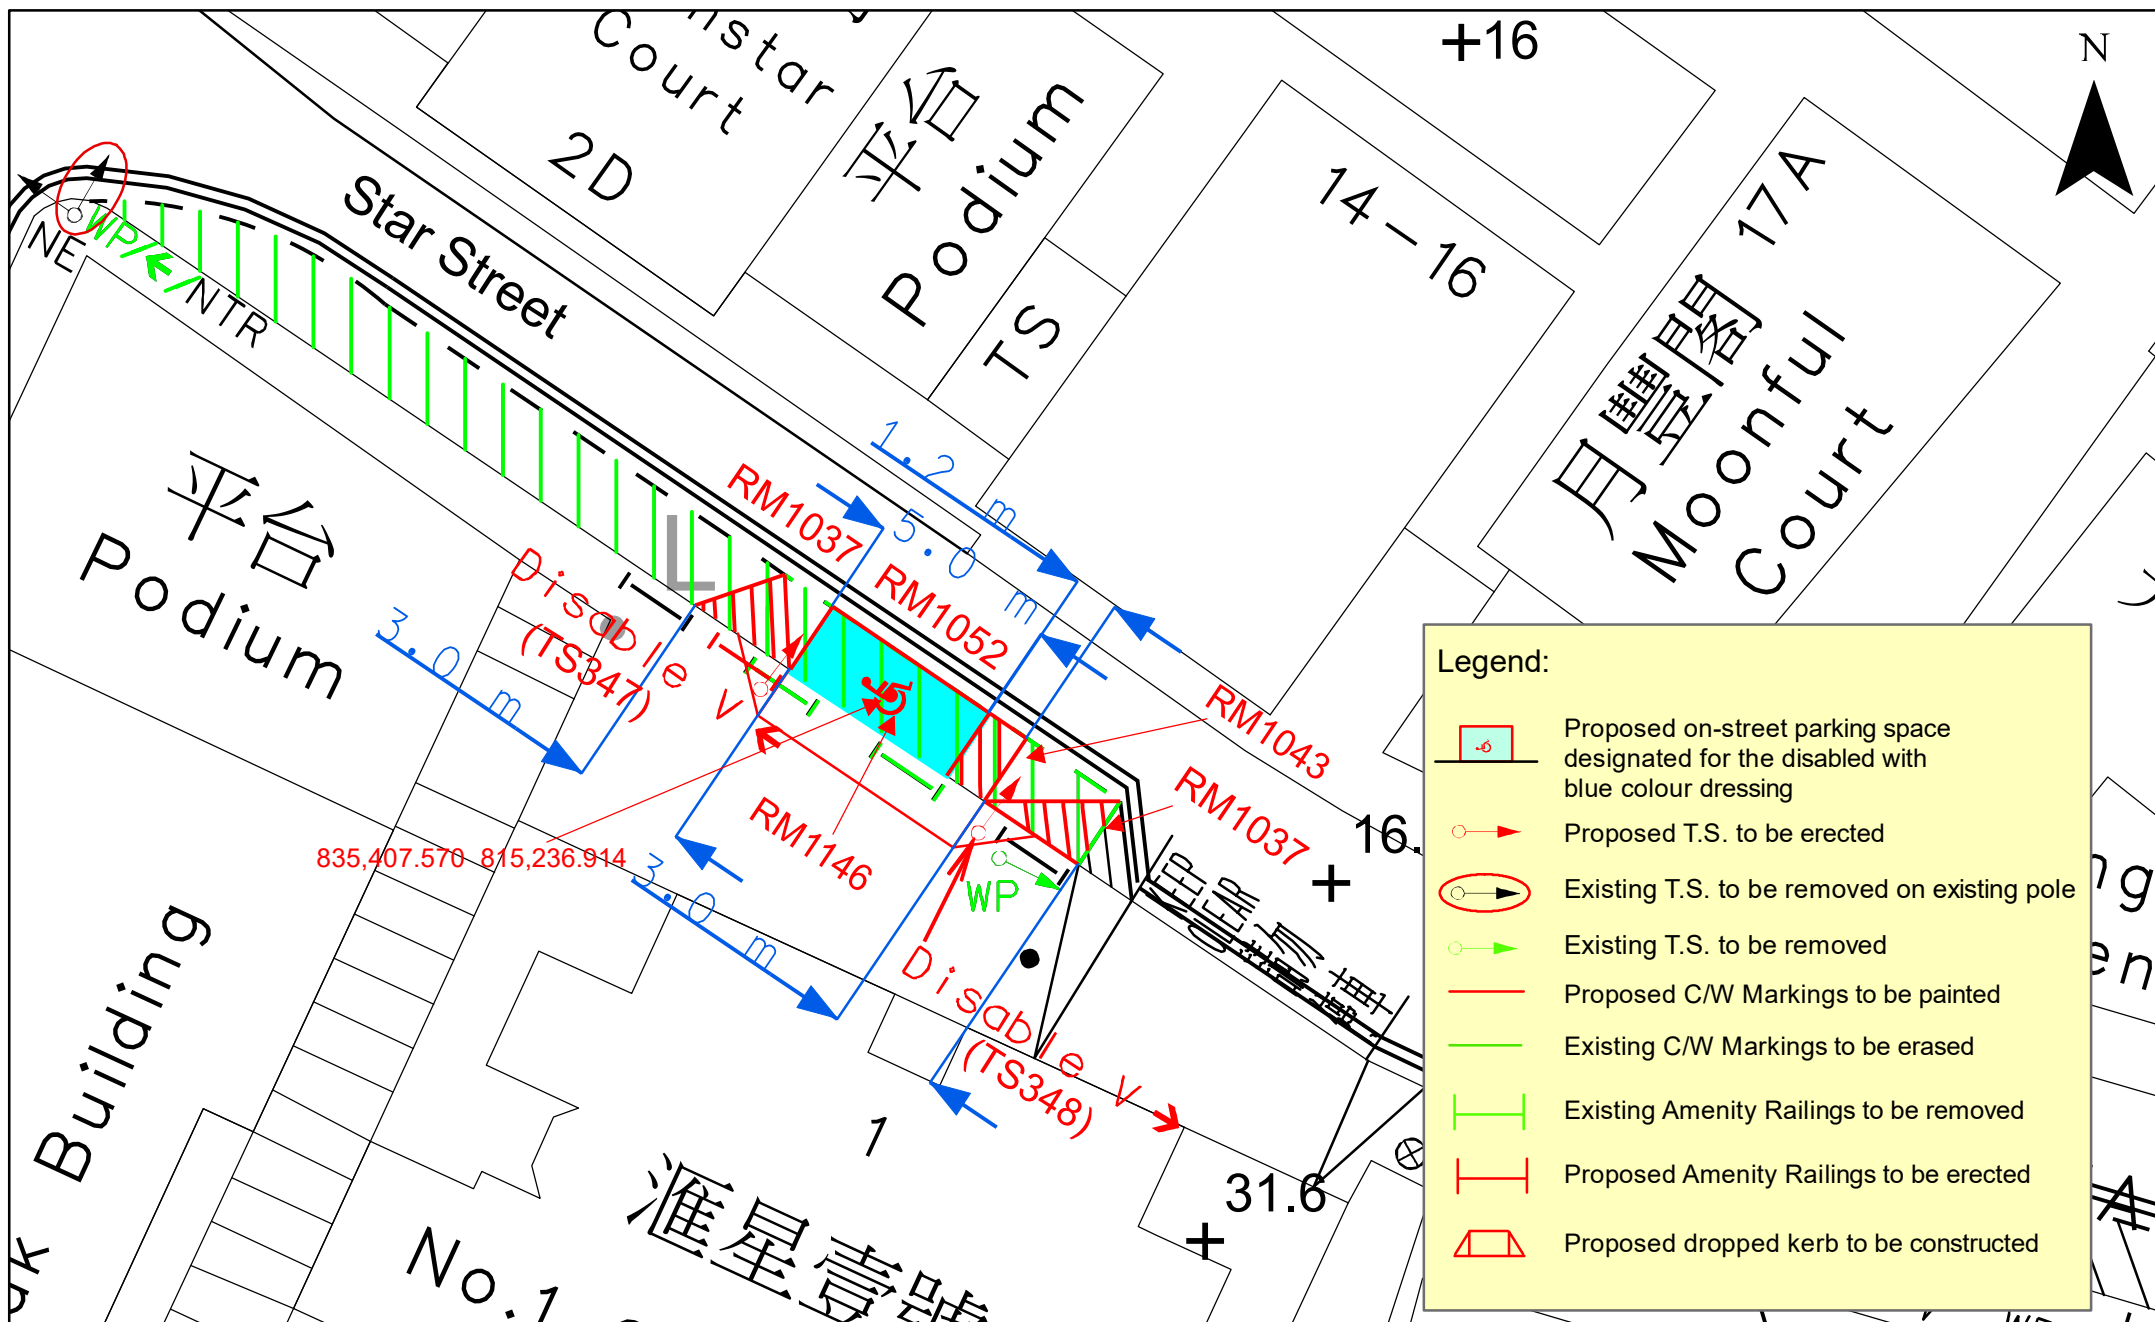 nstar
Court
2D
平台
Podium
TS
+16
14-16
17A
月豐閣
Moonful
Court
N
Star Street
NE
WP/
/NTR
平台
Podium
L
1.2 m
5.0 m
3.0 m
3.0 m
RM1037
RM1052
RM1043
RM1037
RM1146
Disable V
(TS347)
835,407.570 815,236.914
WP
Disable V
(TS348)
16.
KEEP
CLEAR
Building
1
31.6
滙星壹號
No.1
ng
en
Legend:
Proposed on-street parking space
designated for the disabled with
blue colour dressing
Proposed T.S. to be erected
Existing T.S. to be removed on existing pole
Existing T.S. to be removed
Proposed C/W Markings to be painted
Existing C/W Markings to be erased
Existing Amenity Railings to be removed
Proposed Amenity Railings to be erected
Proposed dropped kerb to be constructed